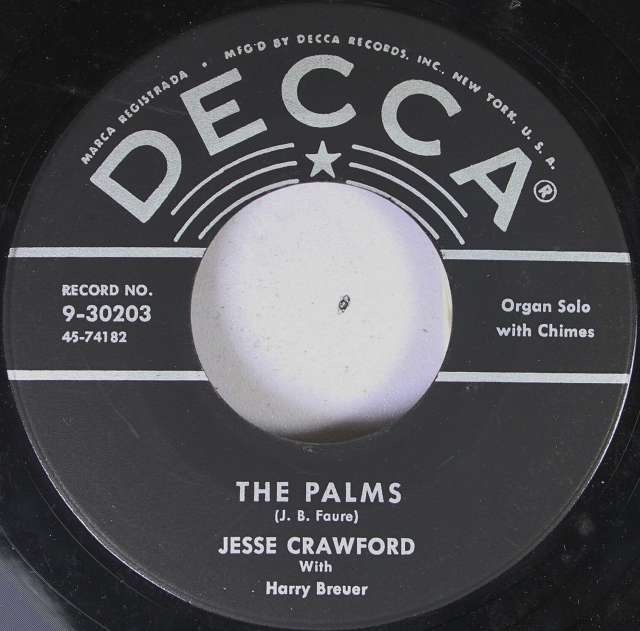 MARCA REGISTRADA • MFG'D BY DECCA RECORDS, INC., NEW YORK, U. S. A.
DECCA®
RECORD NO.
9-30203
45-74182
Organ Solo
with Chimes
THE PALMS
(J. B. Faure)
JESSE CRAWFORD
With
Harry Breuer